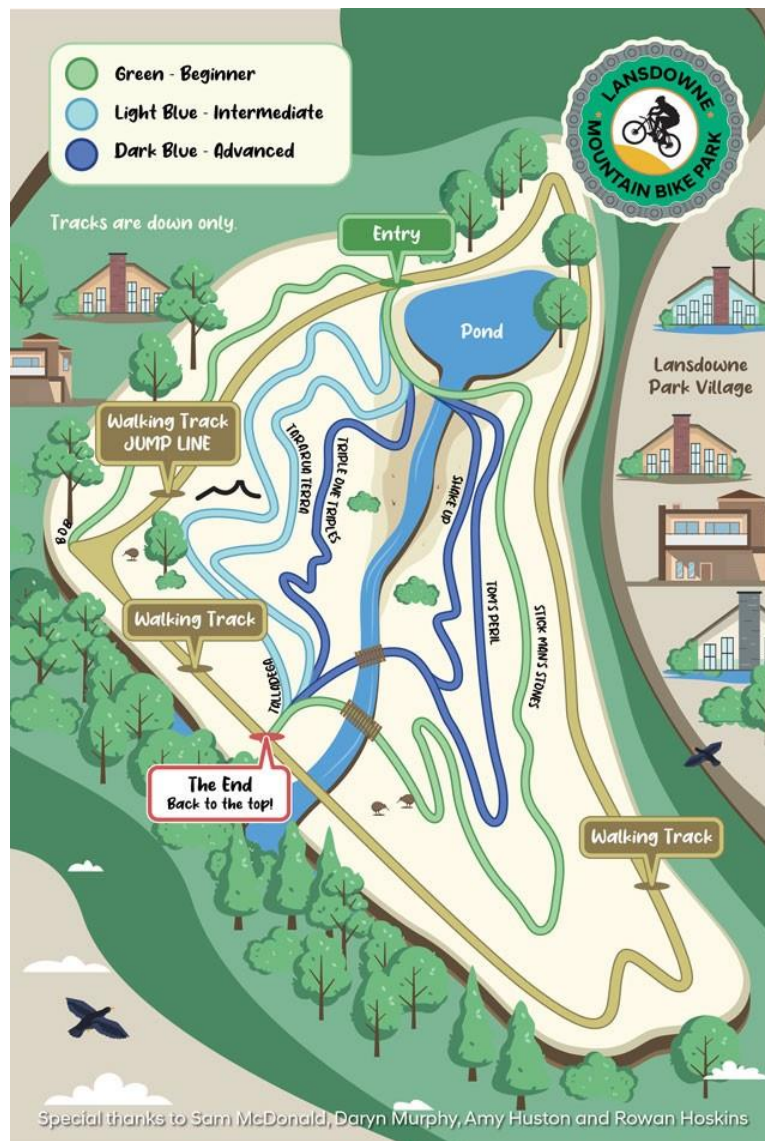 Green - Beginner
Light Blue - Intermediate
Dark Blue - Advanced
LANSDOWNE
MOUNTAIN BIKE PARK
Tracks are down only.
Entry
Pond
Lansdowne
Park Village
Walking Track
JUMP LINE
TARARUA TERRA
TRIPLE ONE TRIPLES
SHAKE UP
TOM'S PERIL
STICK MAN'S STONES
BOB
Walking Track
TALLADEGA
The End
Back to the top!
Walking Track
Special thanks to Sam McDonald, Daryn Murphy, Amy Huston and Rowan Hoskins